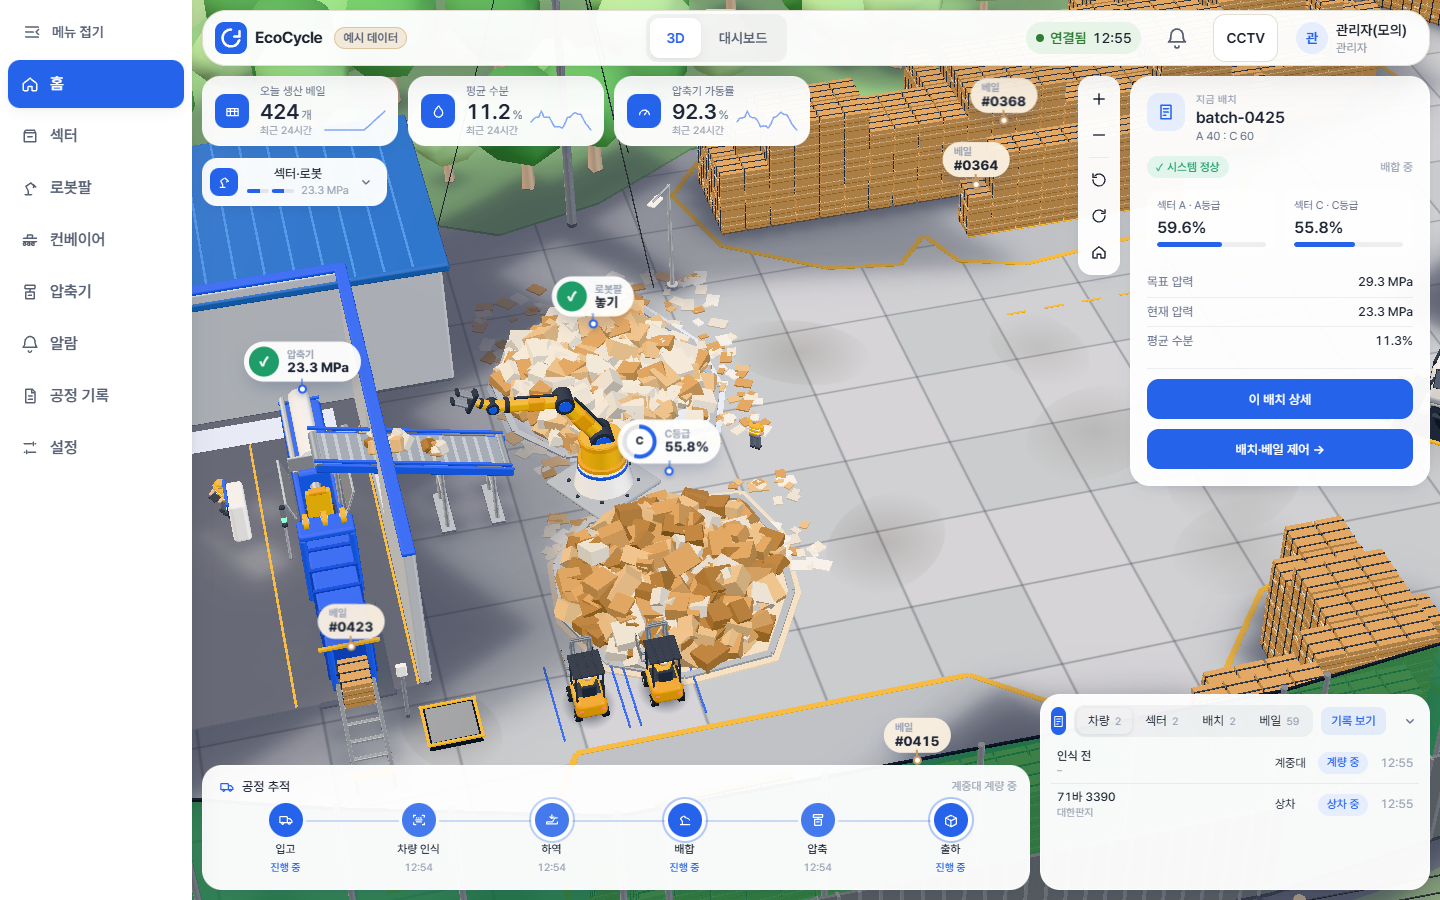 메뉴 접기
홈
섹터
로봇팔
컨베이어
압축기
알람
공정 기록
설정
EcoCycle
예시 데이터
3D
대시보드
연결됨 12:55
CCTV
관
관리자(모의)
관리자
오늘 생산 베일
424개
최근 24시간
평균 수분
11.2%
최근 24시간
압축기 가동률
92.3%
최근 24시간
섹터·로봇
23.3 MPa
베일
#0368
베일
#0364
로봇팔
놓기
압축기
23.3 MPa
C
C등급
55.8%
베일
#0423
베일
#0415
지금 배치
batch-0425
A 40 : C 60
✓ 시스템 정상
배합 중
섹터 A · A등급
59.6%
섹터 C · C등급
55.8%
목표 압력 29.3 MPa
현재 압력 23.3 MPa
평균 수분 11.3%
이 배치 상세
배치·베일 제어 →
공정 추적
계중대 계량 중
입고
진행 중
차량 인식
12:54
하역
12:54
배합
진행 중
압축
12:54
출하
진행 중
차량 2
섹터 2
배치 2
베일 59
기록 보기
인식 전
–
계중대
계량 중
12:55
71바 3390
대한판지
상차
상차 중
12:55